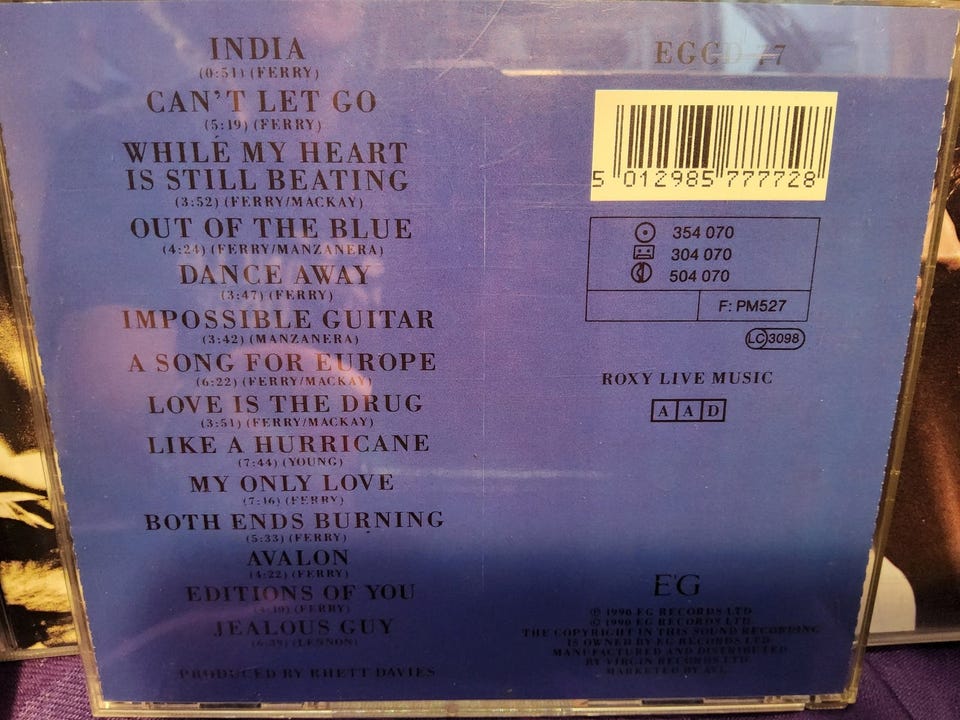 INDIA
(0:51) (FERRY)
CAN'T LET GO
(5:19) (FERRY)
WHILE MY HEART
IS STILL BEATING
(3:52) (FERRY/MACKAY)
OUT OF THE BLUE
(4:24) (FERRY/MANZANERA)
DANCE AWAY
(3:47) (FERRY)
IMPOSSIBLE GUITAR
(3:42) (MANZANERA)
A SONG FOR EUROPE
(6:22) (FERRY/MACKAY)
LOVE IS THE DRUG
(3:51) (FERRY/MACKAY)
LIKE A HURRICANE
(7:44) (YOUNG)
MY ONLY LOVE
(7:16) (FERRY)
BOTH ENDS BURNING
(5:33) (FERRY)
AVALON
(4:22) (FERRY)
EDITIONS OF YOU
(FERRY)
JEALOUS GUY
(LENNON)
PRODUCED BY RHETT DAVIES
EGCD 77
5 012985 777728
354 070
304 070
504 070
F: PM527
LC 3098
ROXY LIVE MUSIC
A A D
E'G
℗ 1990 EG RECORDS LTD.
© 1990 EG RECORDS LTD.
THE COPYRIGHT IN THIS SOUND RECORDING
IS OWNED BY EG RECORDS LTD.
MANUFACTURED AND DISTRIBUTED
BY VIRGIN RECORDS LTD.
MARKETED BY